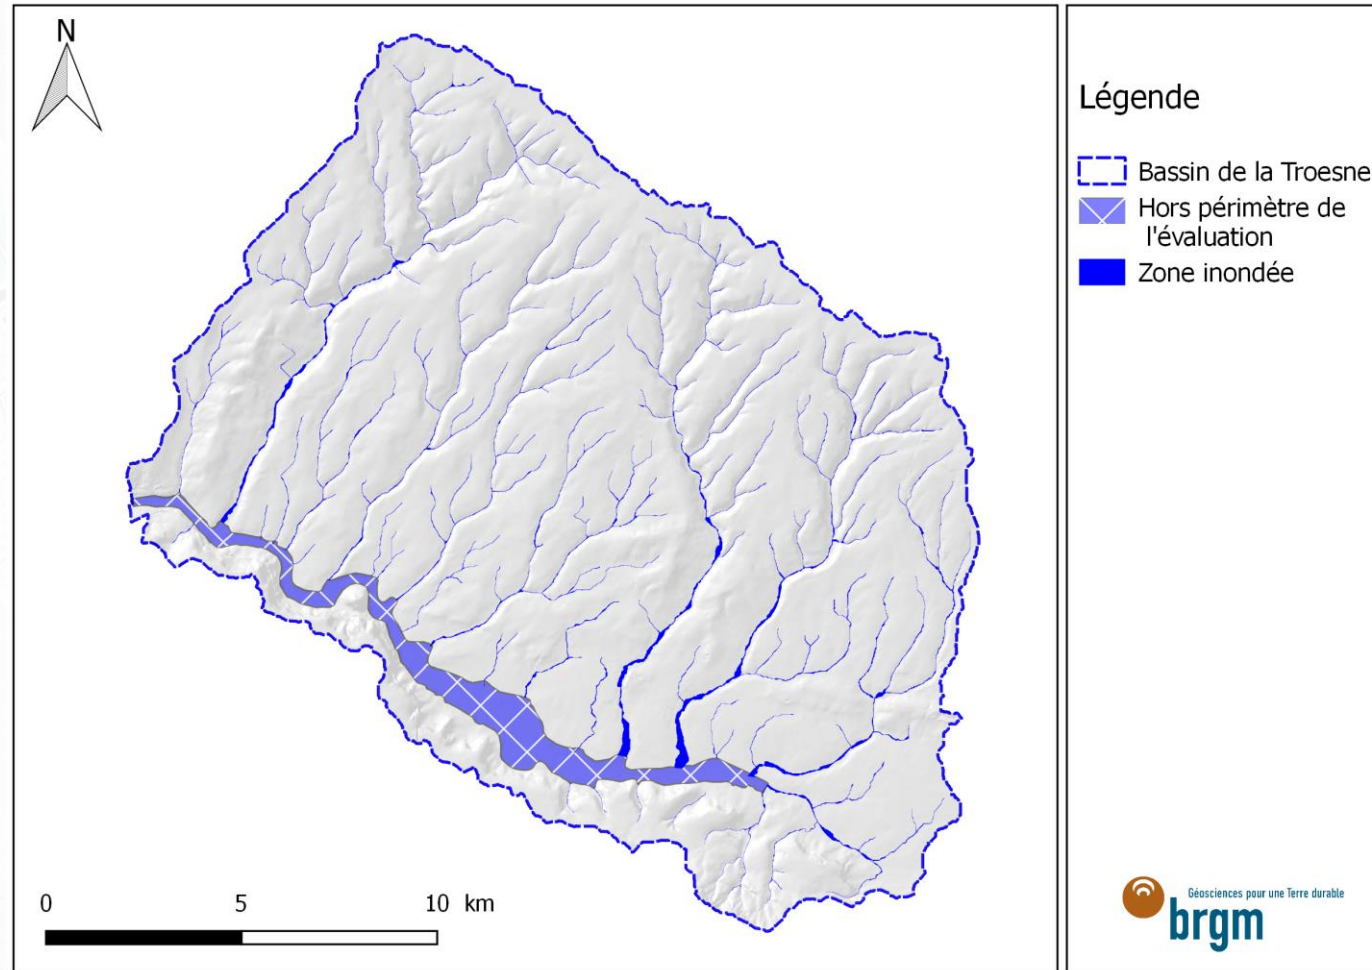 N
Légende
Bassin de la Troesne
Hors périmètre de
l'évaluation
Zone inondée
0 5 10 km
Géosciences pour une Terre durable
brgm